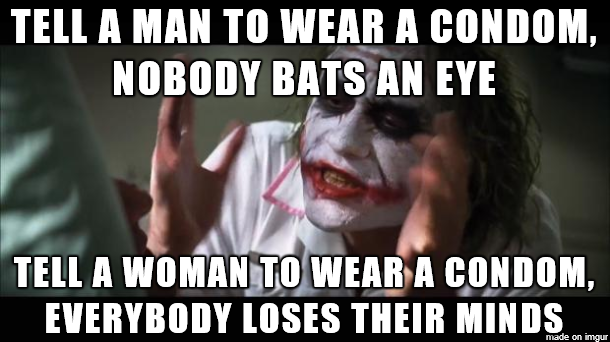 TELL A MAN TO WEAR A CONDOM,
NOBODY BATS AN EYE
TELL A WOMAN TO WEAR A CONDOM,
EVERYBODY LOSES THEIR MINDS
made on imgur